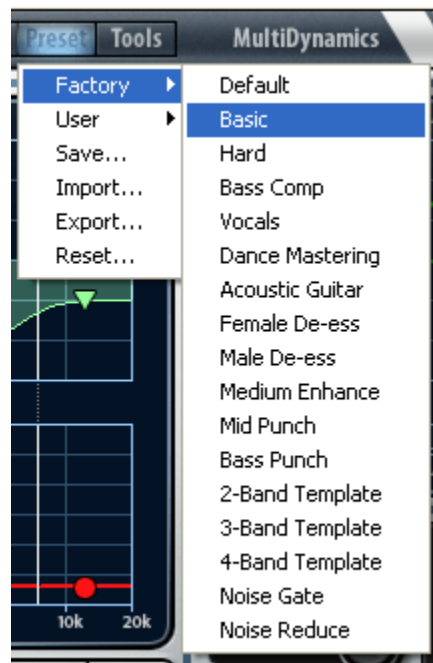 Preset Tools MultiDynamics
Factory
User
Save...
Import...
Export...
Reset...
Default
Basic
Hard
Bass Comp
Vocals
Dance Mastering
Acoustic Guitar
Female De-ess
Male De-ess
Medium Enhance
Mid Punch
Bass Punch
2-Band Template
3-Band Template
4-Band Template
Noise Gate
Noise Reduce
10k 20k